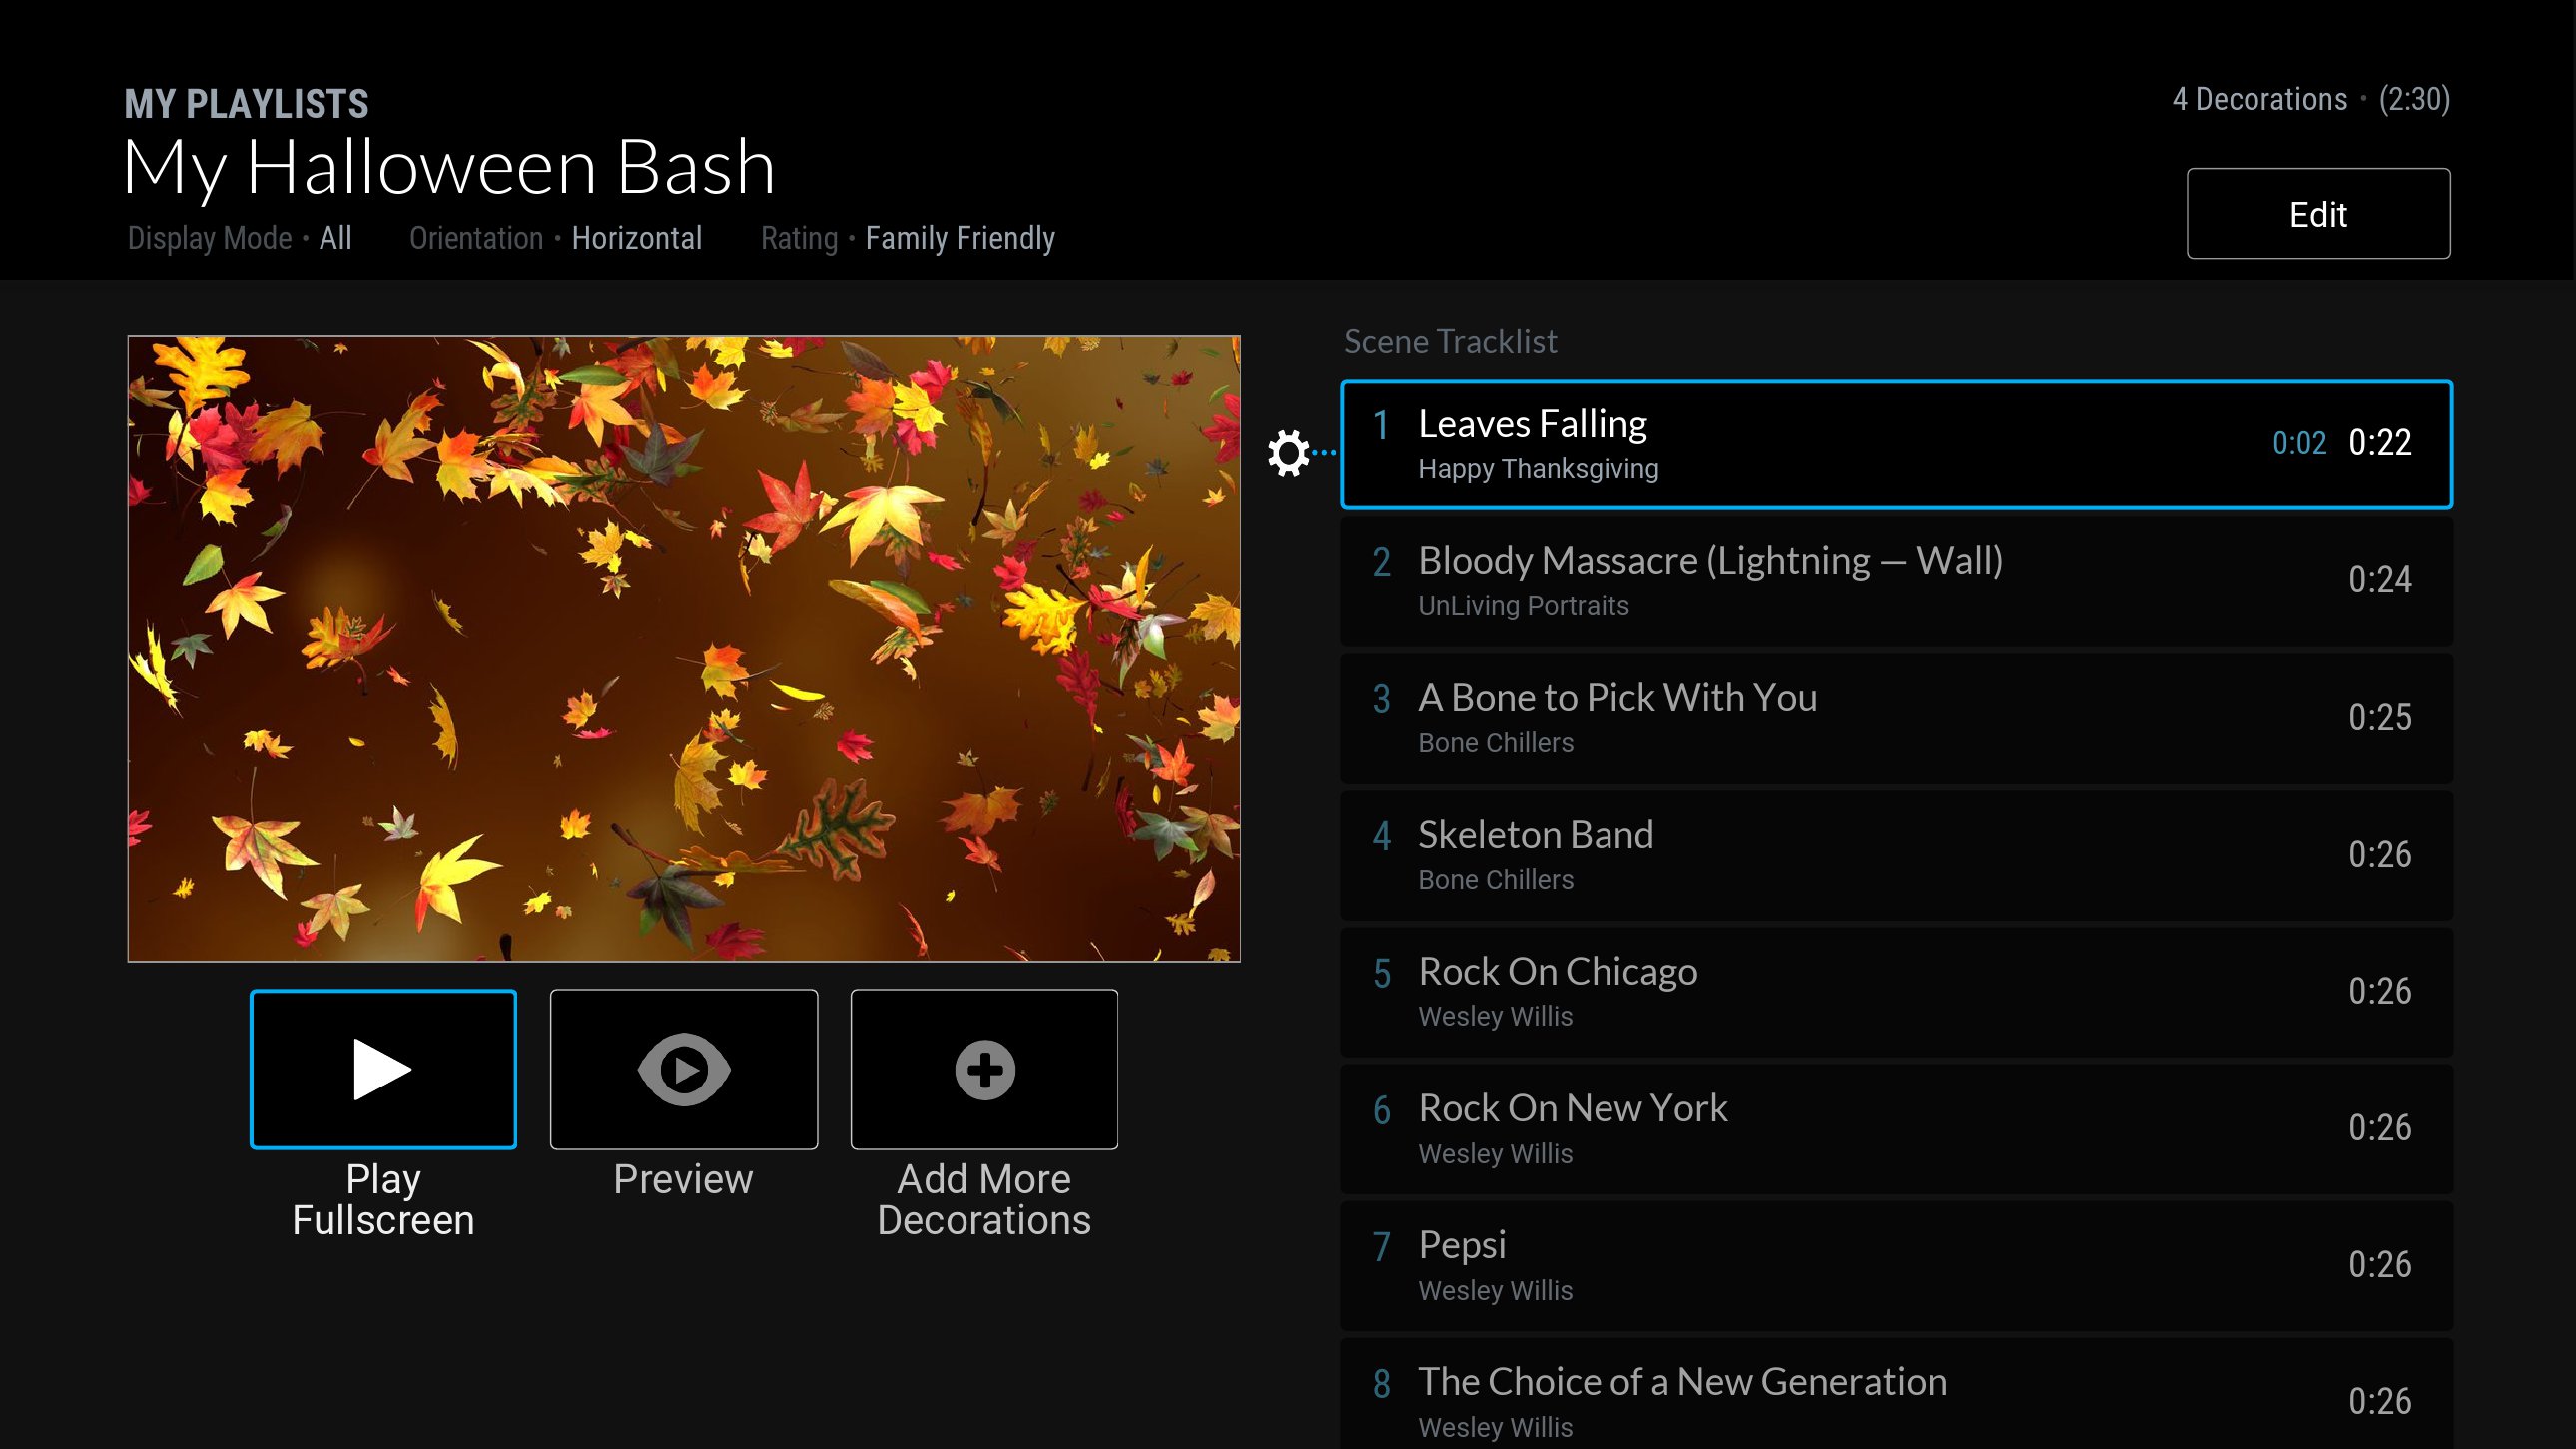 MY PLAYLISTS
My Halloween Bash
Display Mode • All Orientation • Horizontal Rating • Family Friendly
4 Decorations • (2:30)
Edit
Play
Fullscreen
Preview
Add More
Decorations
Scene Tracklist
1 Leaves Falling 0:02 0:22
Happy Thanksgiving
2 Bloody Massacre (Lightning — Wall) 0:24
UnLiving Portraits
3 A Bone to Pick With You 0:25
Bone Chillers
4 Skeleton Band 0:26
Bone Chillers
5 Rock On Chicago 0:26
Wesley Willis
6 Rock On New York 0:26
Wesley Willis
7 Pepsi 0:26
Wesley Willis
8 The Choice of a New Generation 0:26
Wesley Willis